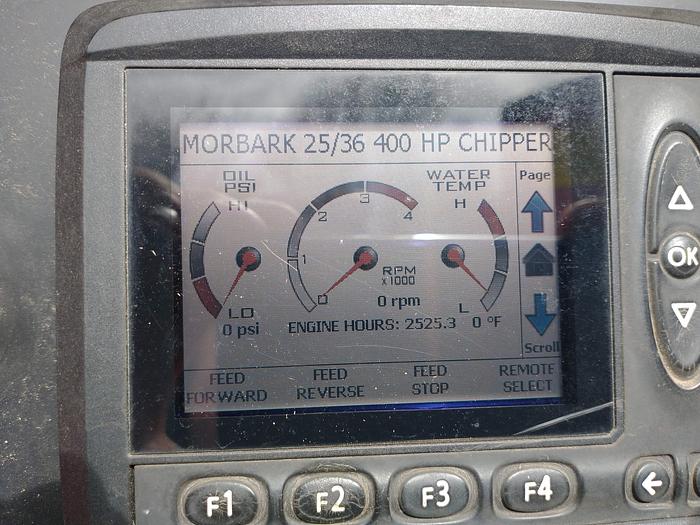 MORBARK 25/36 400 HP CHIPPER
OIL
PSI
HI
LO
0 psi
0
1
2
3
4
RPM
x1000
0 rpm
ENGINE HOURS: 2525.3
WATER
TEMP
H
L
0 °F
Page
Scroll
FEED
FORWARD
FEED
REVERSE
FEED
STOP
REMOTE
SELECT
OK
F1
F2
F3
F4